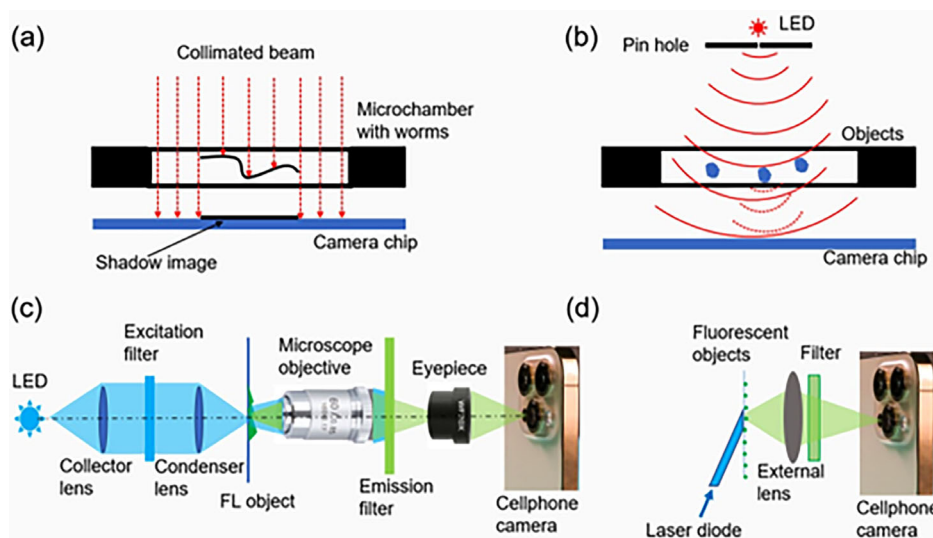 (a)
Collimated beam
Microchamber
with worms
Camera chip
Shadow image
(b)
LED
Pin hole
Objects
Camera chip
(c)
LED
Excitation
filter
Microscope
objective
Eyepiece
Collector
lens
Condenser
lens
FL object
Emission
filter
Cellphone
camera
(d)
Fluorescent
objects
Filter
External
lens
Laser diode
Cellphone
camera